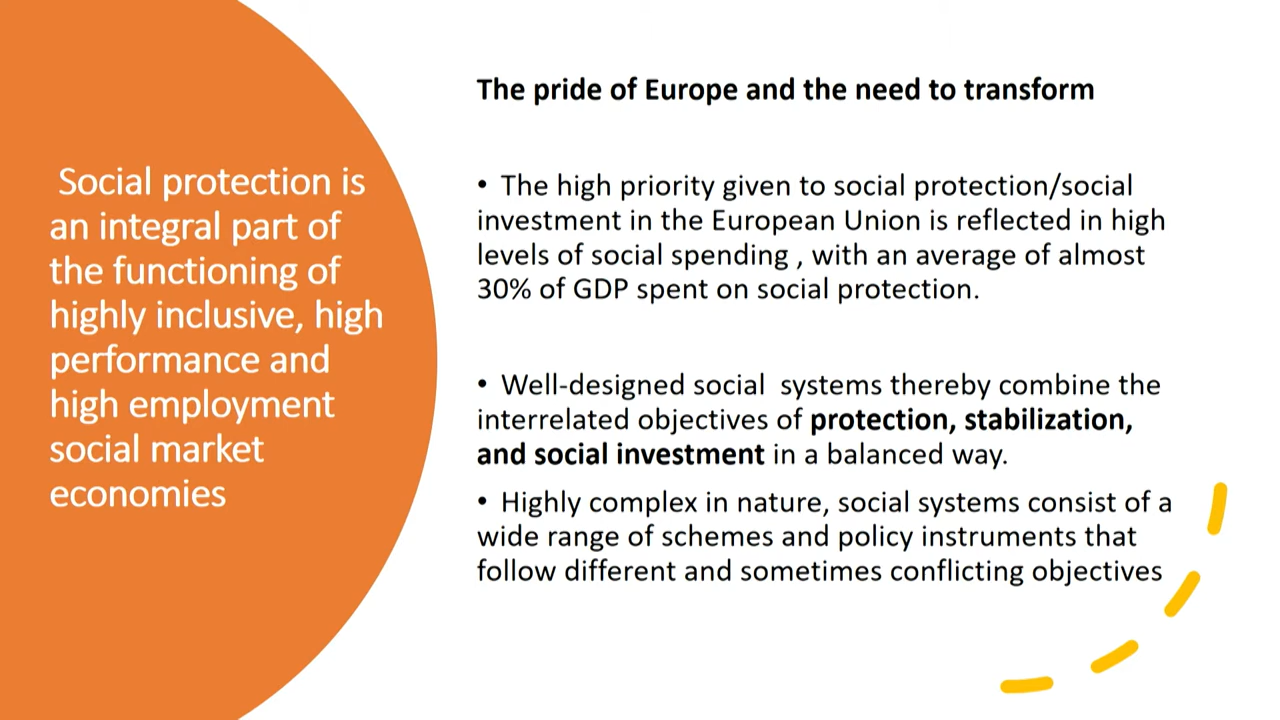 Social protection is
an integral part of
the functioning of
highly inclusive, high
performance and
high employment
social market
economies
The pride of Europe and the need to transform
• The high priority given to social protection/social
investment in the European Union is reflected in high
levels of social spending , with an average of almost
30% of GDP spent on social protection.
• Well-designed social  systems thereby combine the
interrelated objectives of protection, stabilization,
and social investment in a balanced way.
• Highly complex in nature, social systems consist of a
wide range of schemes and policy instruments that
follow different and sometimes conflicting objectives